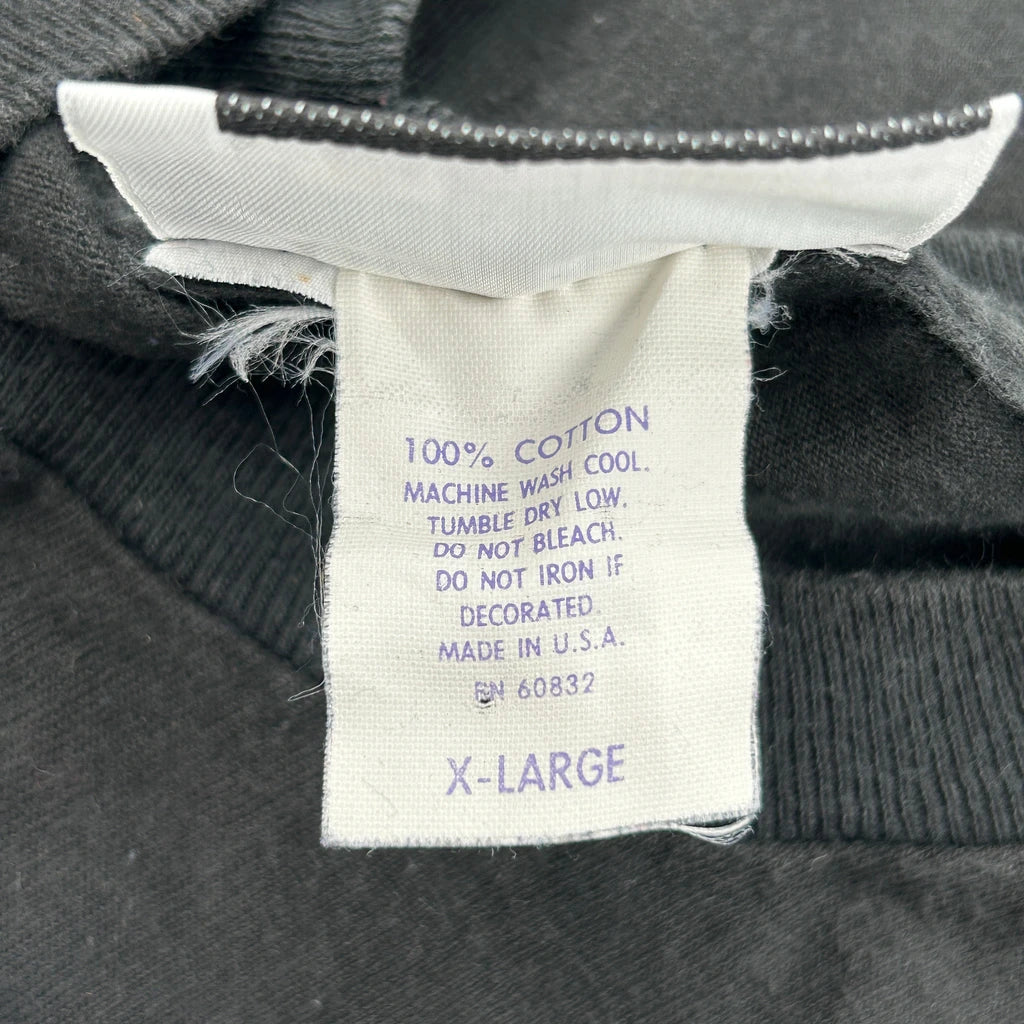 100% COTTON
MACHINE WASH COOL.
TUMBLE DRY LOW.
DO NOT BLEACH.
DO NOT IRON IF
DECORATED.
MADE IN U.S.A.
RN 60832
X-LARGE